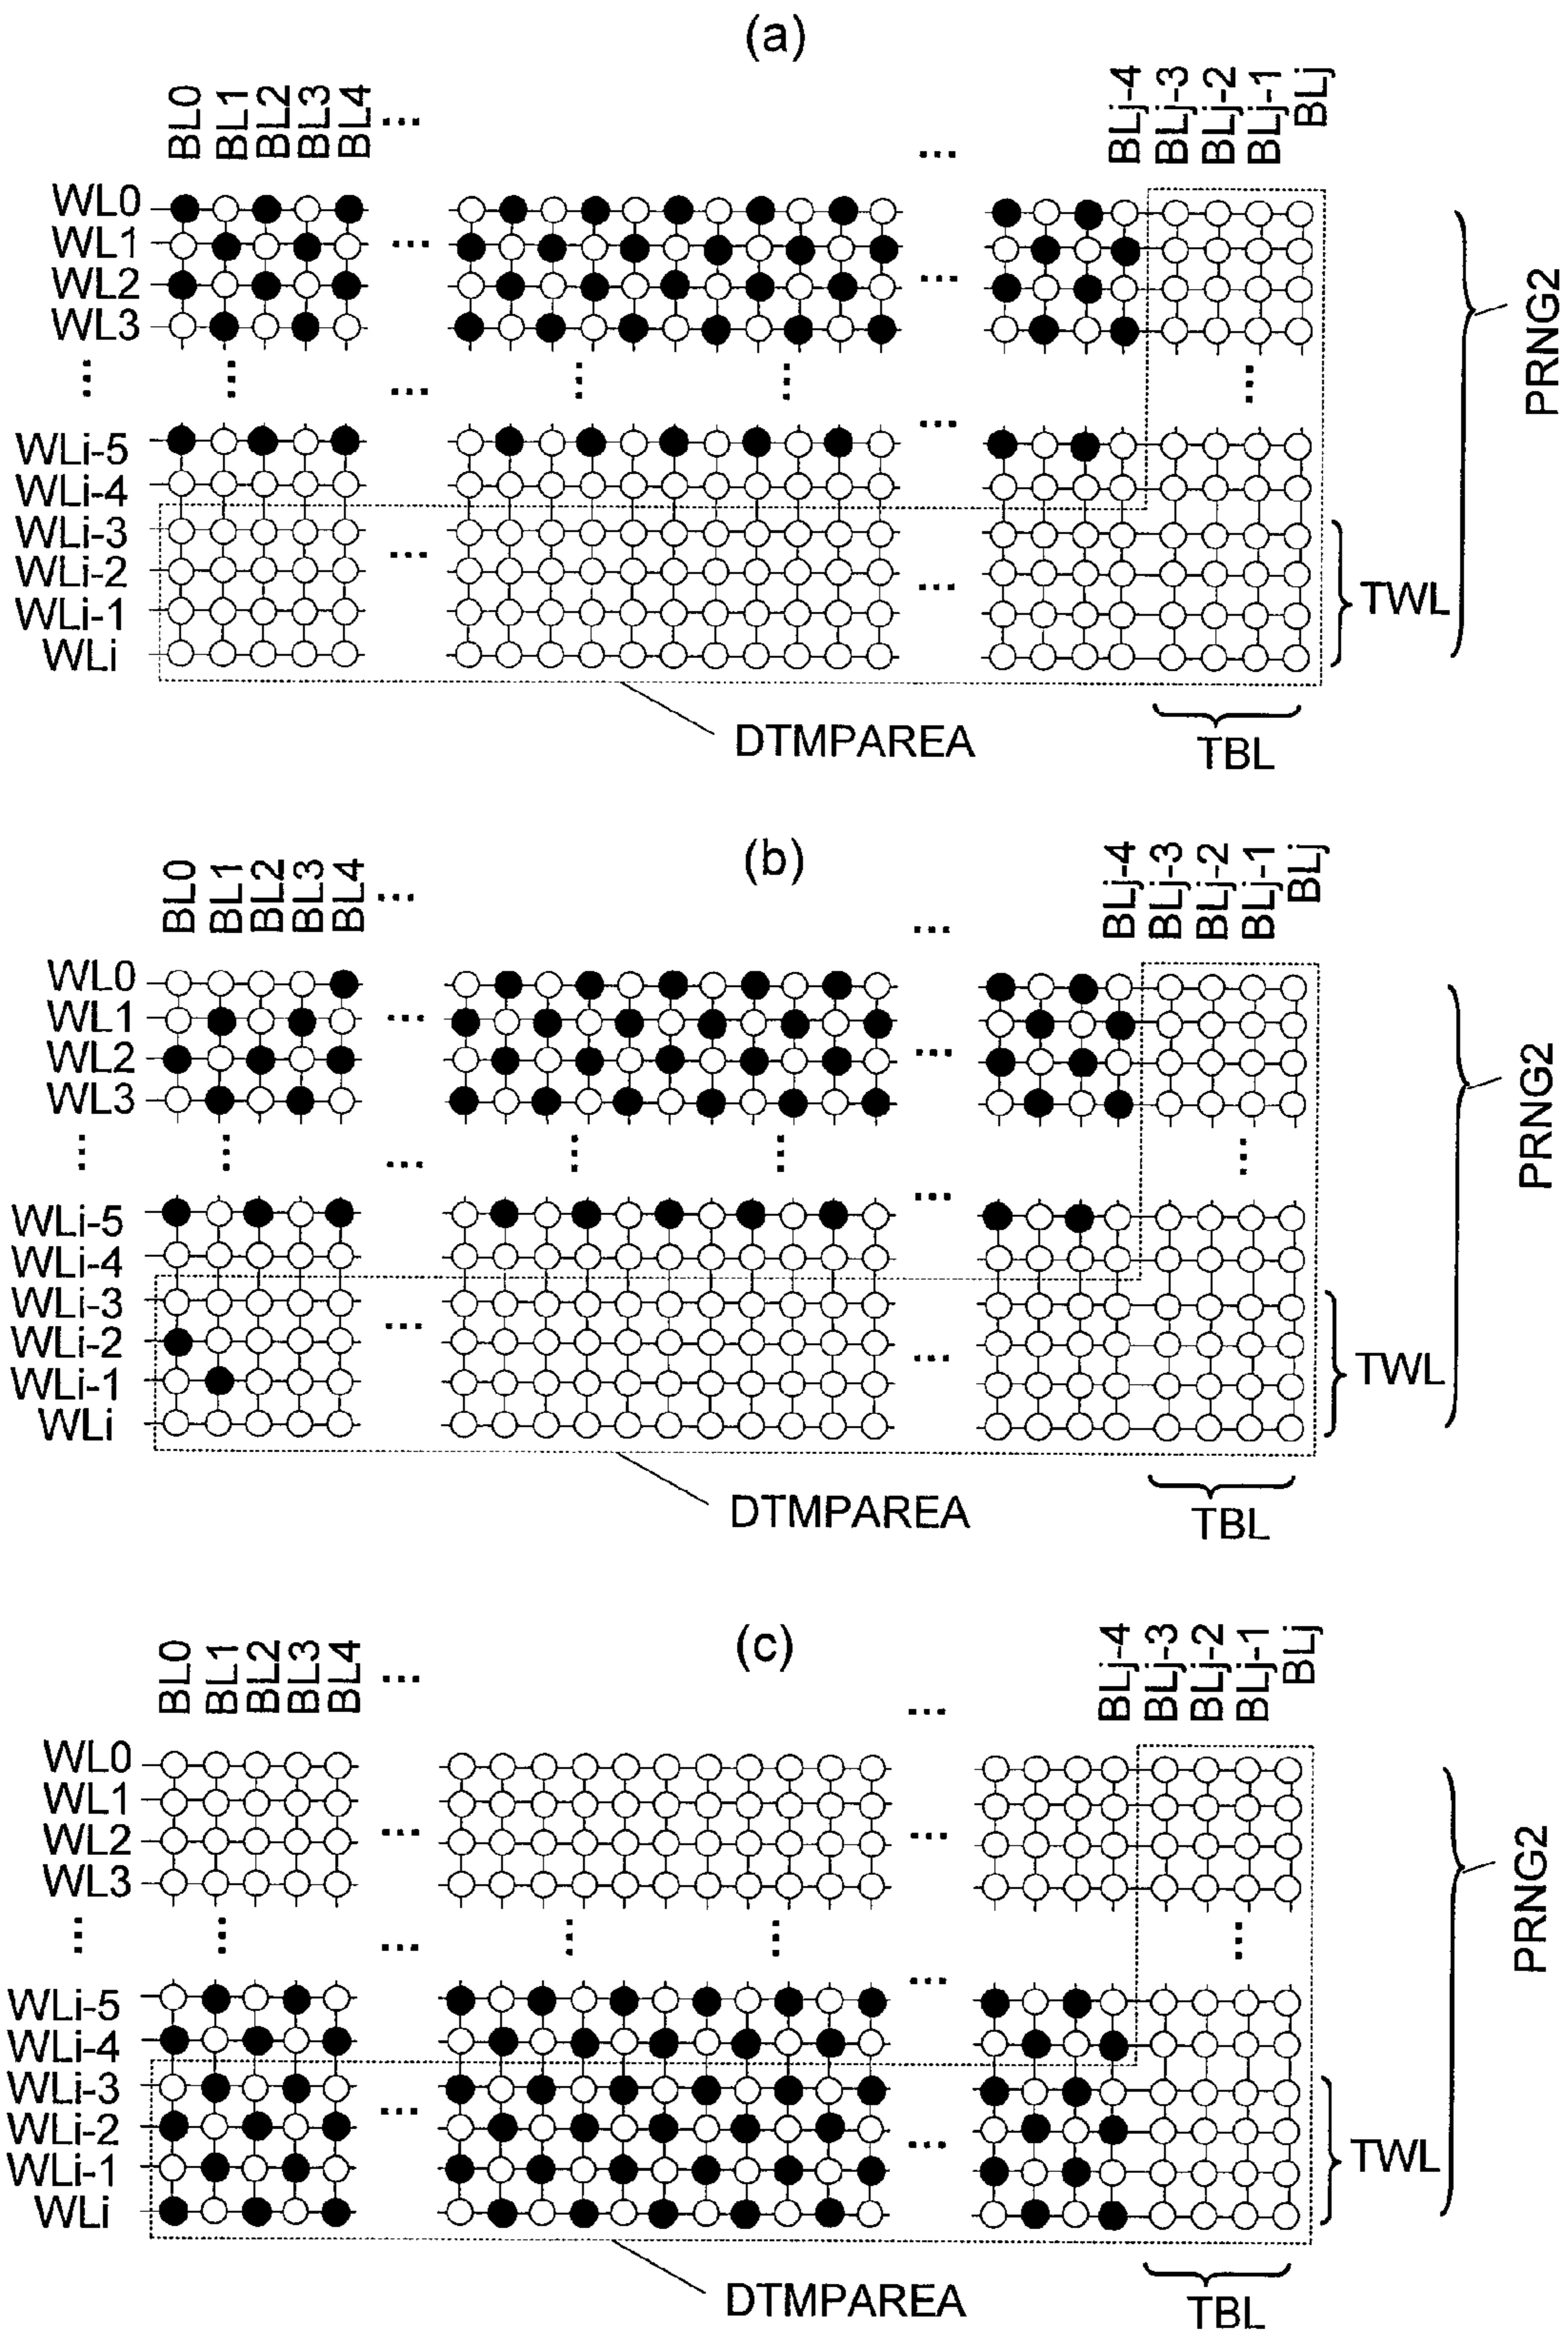 (a)
BL0 BL1 BL2 BL3 BL4 ... ... BLj-4 BLj-3 BLj-2 BLj-1 BLj
WL0
WL1 ...
WL2 ...
WL3
... ... ... ... ... ...
WLi-5 ...
WLi-4
WLi-3 ...
WLi-2 ...
WLi-1
WLi
PRNG2
TWL
DTMPAREA
TBL
(b)
BL0 BL1 BL2 BL3 BL4 ... ... BLj-4 BLj-3 BLj-2 BLj-1 BLj
WL0
WL1 ...
WL2 ...
WL3
... ... ... ... ... ...
WLi-5 ...
WLi-4
WLi-3 ...
WLi-2 ...
WLi-1
WLi
PRNG2
TWL
DTMPAREA
TBL
(c)
BL0 BL1 BL2 BL3 BL4 ... ... BLj-4 BLj-3 BLj-2 BLj-1 BLj
WL0
WL1
WL2 ... ...
WL3
... ... ... ... ... ...
WLi-5 ...
WLi-4
WLi-3 ...
WLi-2 ...
WLi-1
WLi
PRNG2
TWL
DTMPAREA
TBL